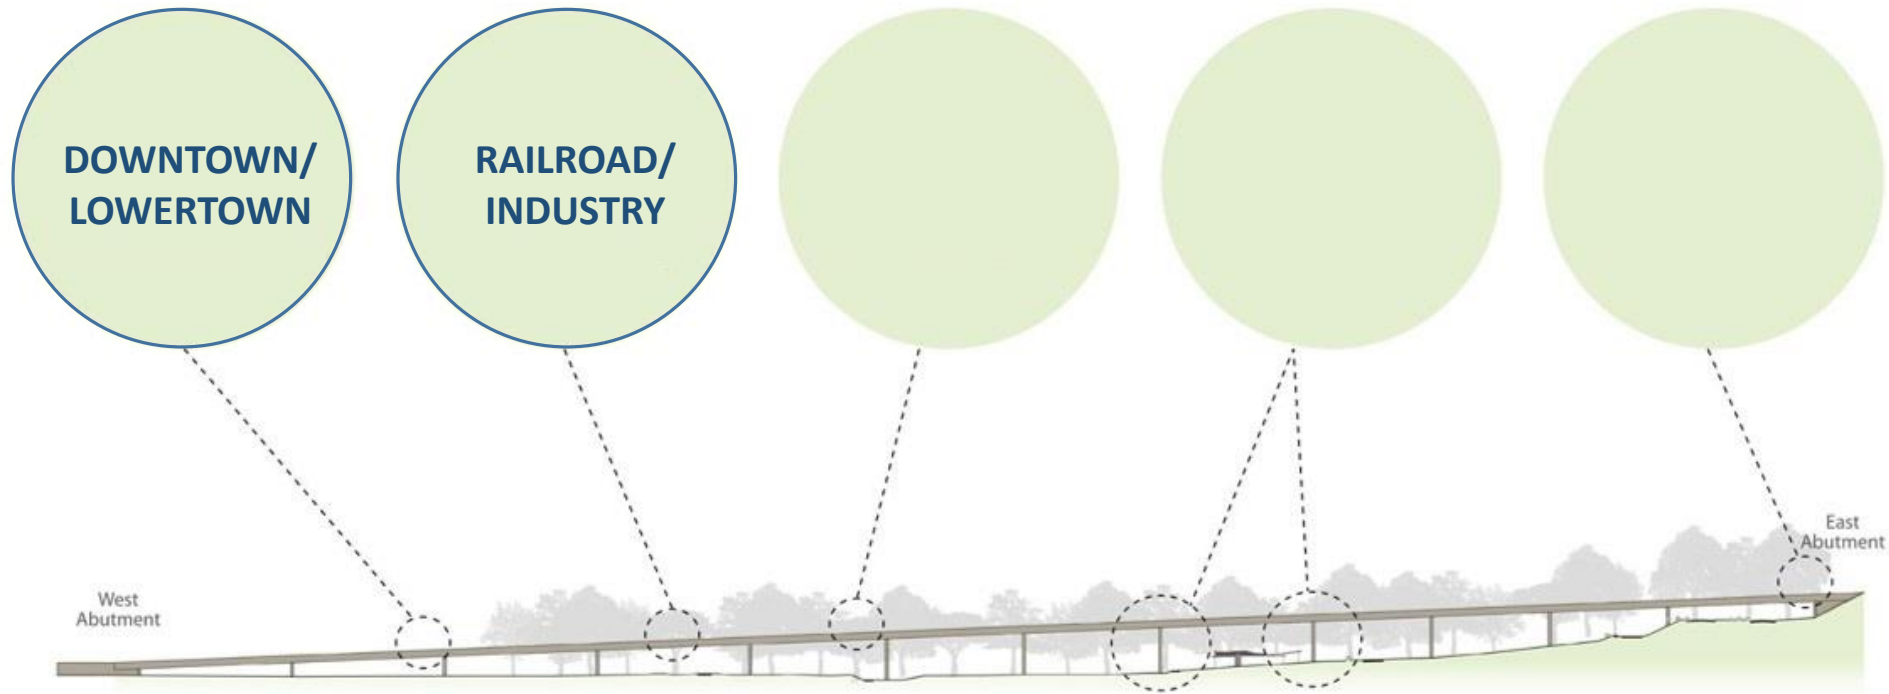 DOWNTOWN/
LOWERTOWN
RAILROAD/
INDUSTRY
West
Abutment
East
Abutment